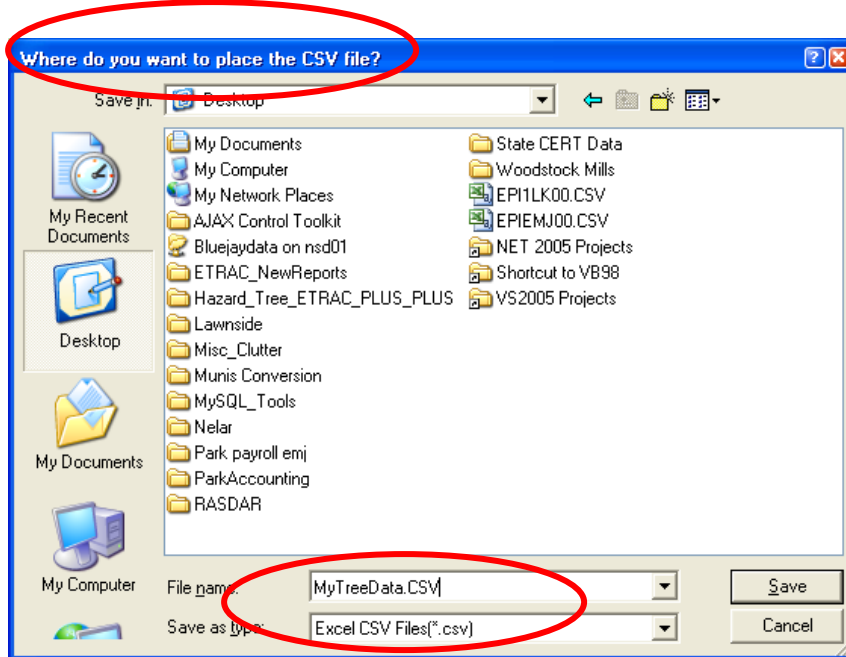 Where do you want to place the CSV file?
Save in: Desktop
My Recent
Documents
Desktop
My Documents
My Computer
My Documents
My Computer
My Network Places
AJAX Control Toolkit
Bluejaydata on nsd01
ETRAC_NewReports
Hazard_Tree_ETRAC_PLUS_PLUS
Lawnside
Misc_Clutter
Munis Conversion
MySQL_Tools
Nelar
Park payroll emj
ParkAccounting
RASDAR
State CERT Data
Woodstock Mills
EPI1LK00.CSV
EPIEMJ00.CSV
NET 2005 Projects
Shortcut to VB98
VS2005 Projects
File name: MyTreeData.CSV
Save
Save as type: Excel CSV Files(*.csv)
Cancel